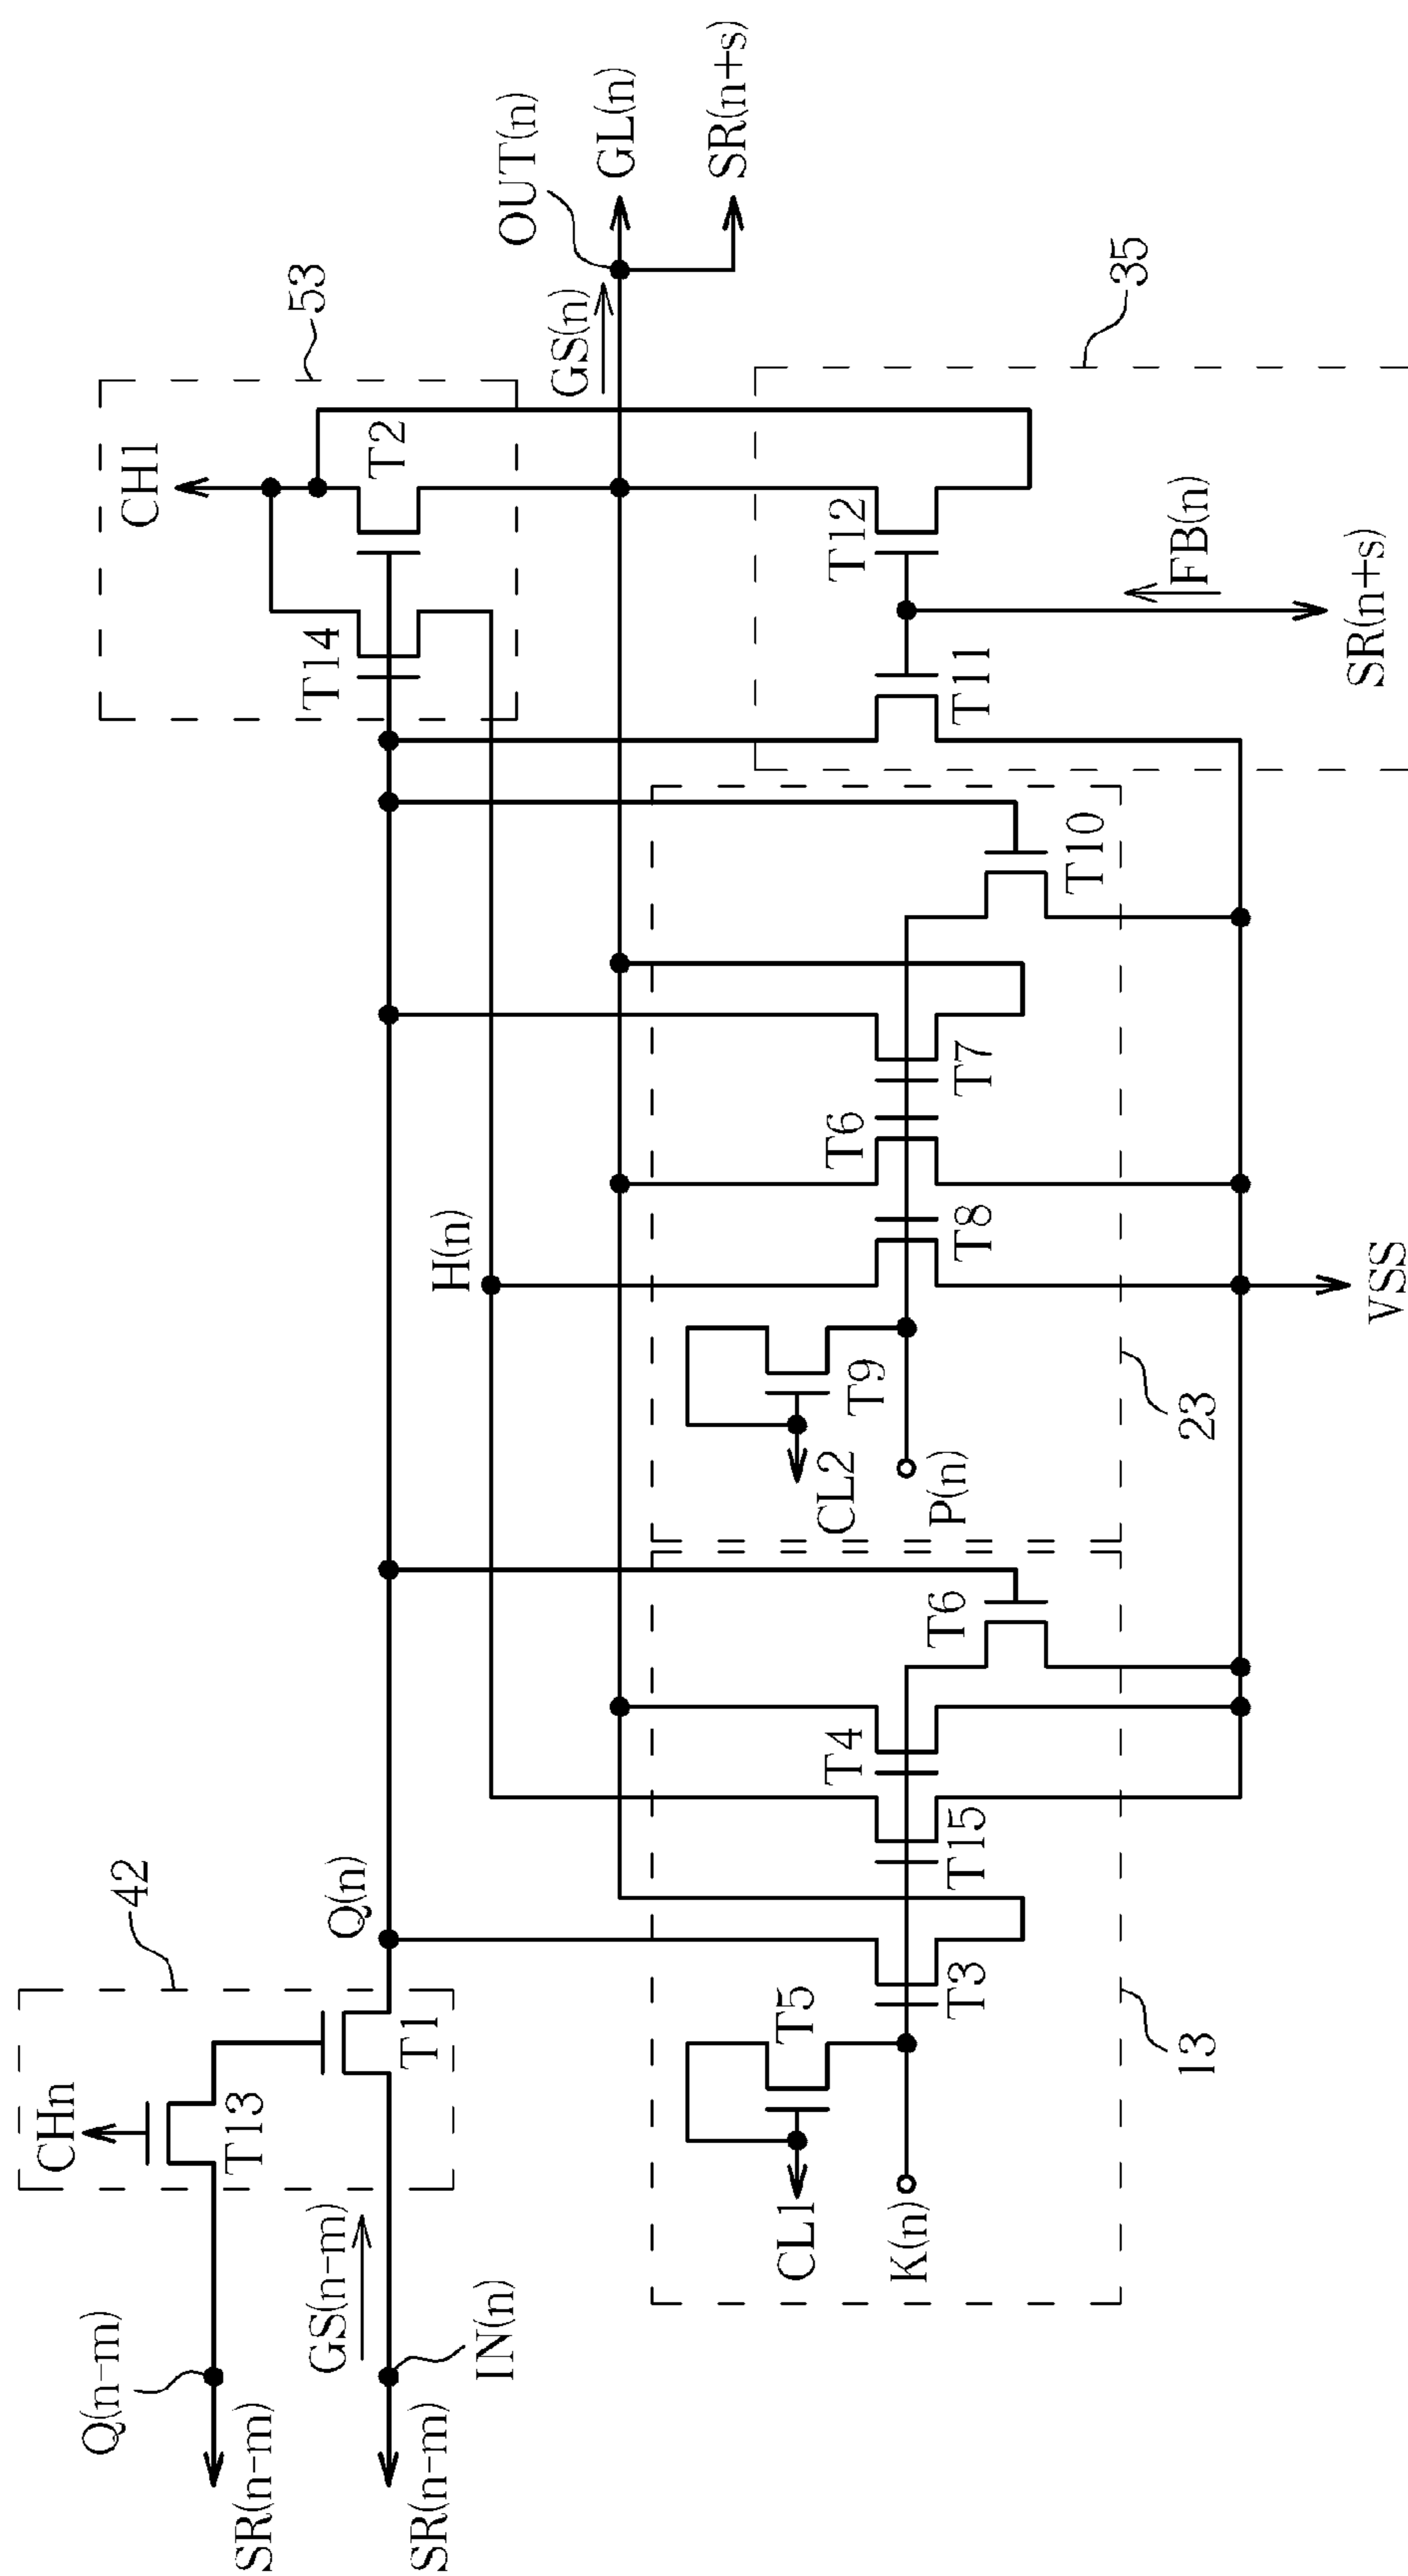 CHn
42
Q(n-m)
T13
SR(n-m)
GS(n-m)
T1
Q(n)
SR(n-m)
IN(n)
CH1
53
T14
T2
H(n)
GS(n)
OUT(n)
GL(n)
SR(n+s)
CL1
T5
K(n)
T3
T15
T4
T6
13
CL2
T9
P(n)
T8
T6
T7
T10
23
T11
T12
FB(n)
35
SR(n+s)
VSS